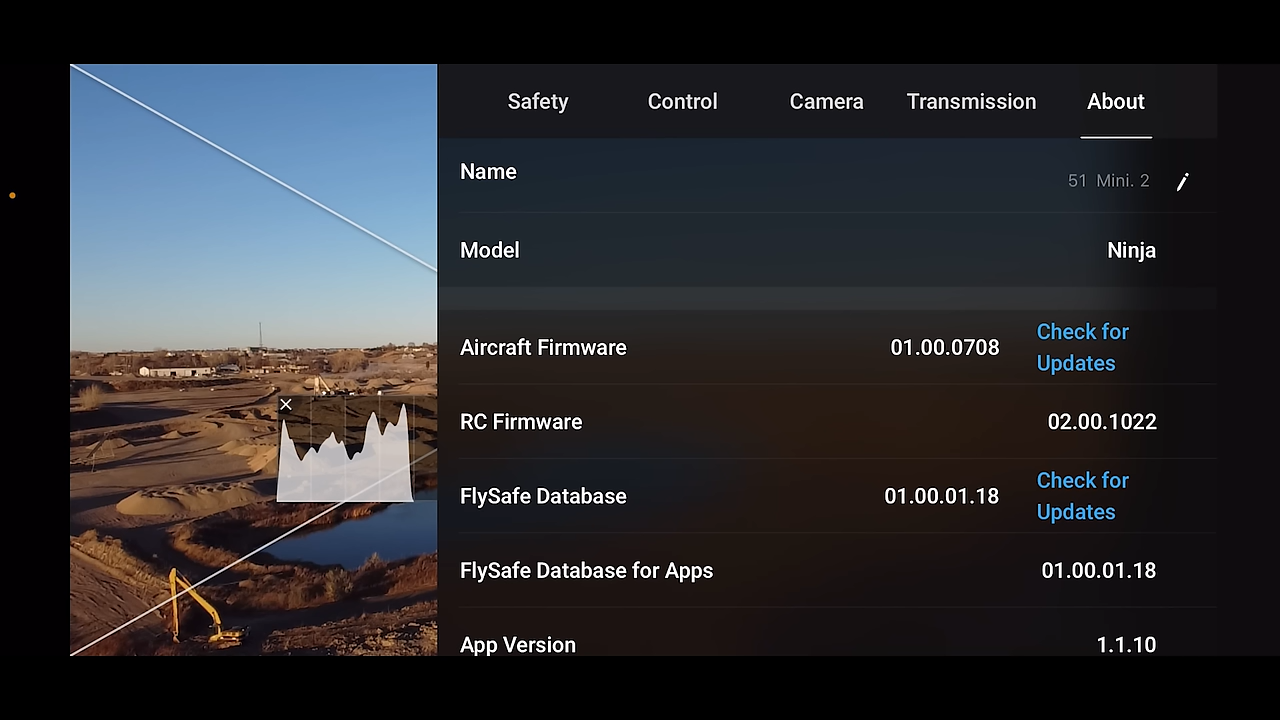 Safety Control Camera Transmission About
Name 51 Mini. 2
Model Ninja
Aircraft Firmware 01.00.0708 Check for
Updates
RC Firmware 02.00.1022
FlySafe Database 01.00.01.18 Check for
Updates
FlySafe Database for Apps 01.00.01.18
App Version 1.1.10